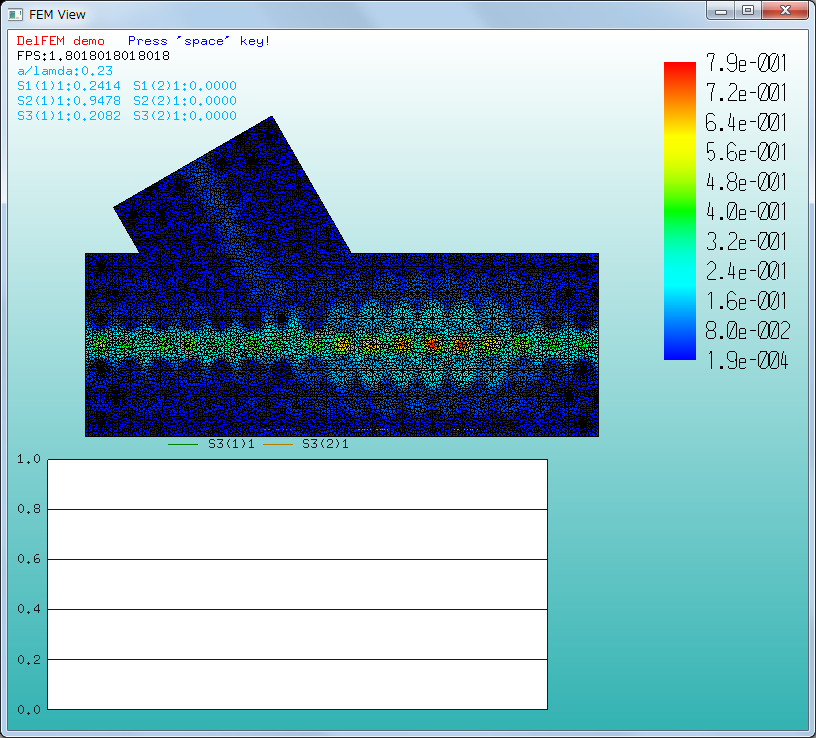 FEM View
DelFEM demo Press "space" key!
FPS:1.8018018018018
a/lamda:0.23
S1(1)1:0.2414 S1(2)1:0.0000
S2(1)1:0.9478 S2(2)1:0.0000
S3(1)1:0.2082 S3(2)1:0.0000
7.9e-001
7.2e-001
6.4e-001
5.6e-001
4.8e-001
4.0e-001
3.2e-001
2.4e-001
1.6e-001
8.0e-002
1.9e-004
S3(1)1 S3(2)1
1.0
0.8
0.6
0.4
0.2
0.0